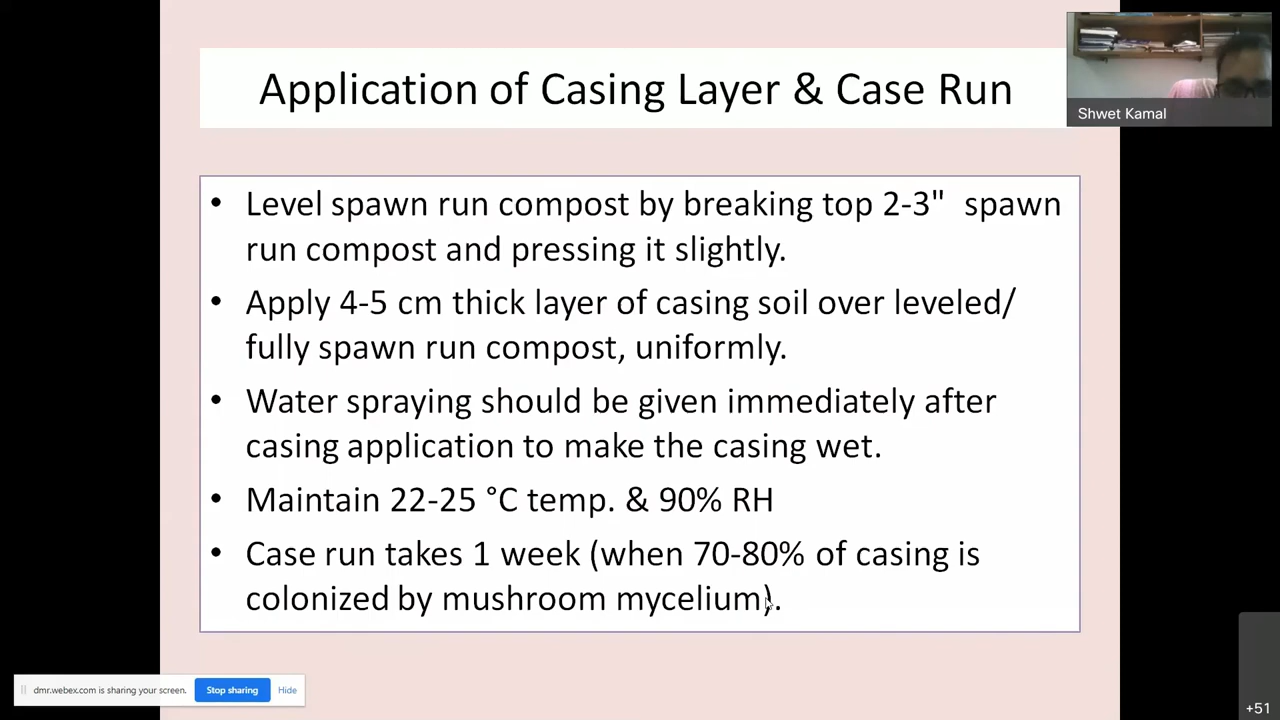 Application of Casing Layer & Case Run
Shwet Kamal
• Level spawn run compost by breaking top 2-3" spawn
run compost and pressing it slightly.
• Apply 4-5 cm thick layer of casing soil over leveled/
fully spawn run compost, uniformly.
• Water spraying should be given immediately after
casing application to make the casing wet.
• Maintain 22-25 °C temp. & 90% RH
• Case run takes 1 week (when 70-80% of casing is
colonized by mushroom mycelium).
dmr.webex.com is sharing your screen. Stop sharing Hide
+51